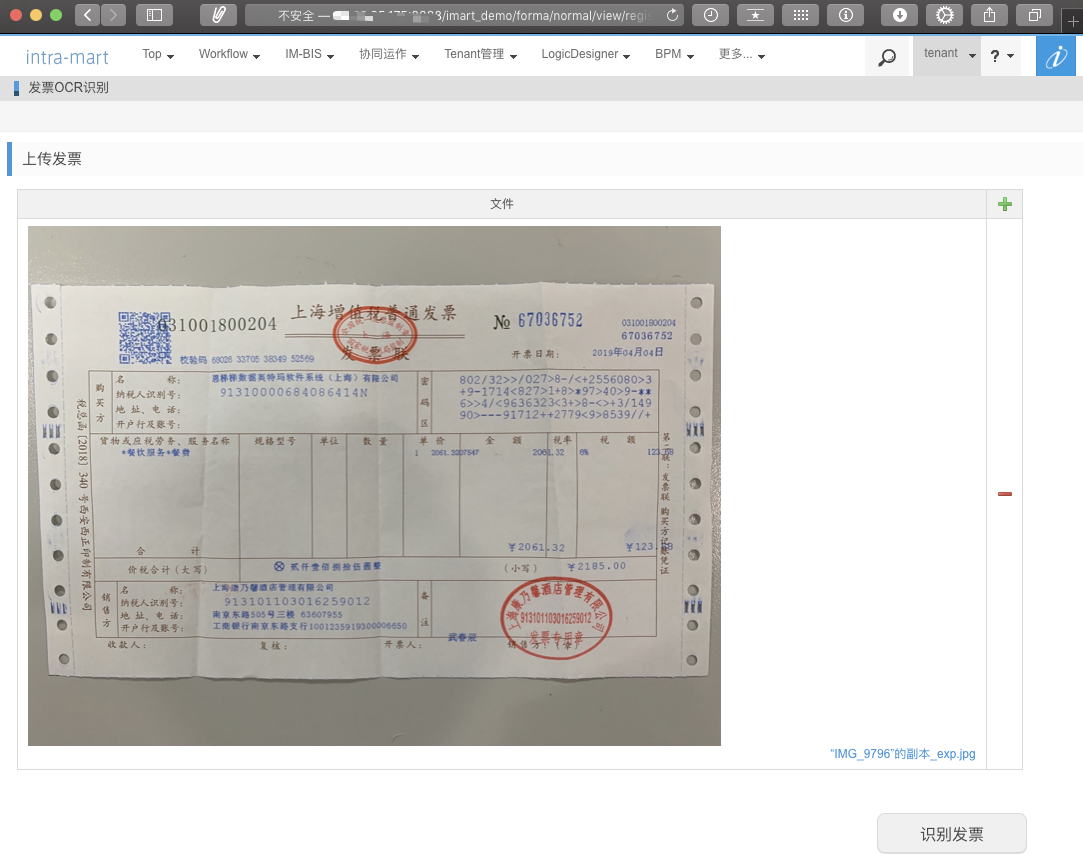 不安全 —
/imart_demo/forma/normal/view/regis
intra-mart
Top
Workflow
IM-BIS
协同运作
Tenant管理
LogicDesigner
BPM
更多...
tenant
?
发票OCR识别
上传发票
文件
031001800204
上海增值税普通发票
发票联
№ 67036752
031001800204
67036752
校验码 68026 33705 38349 52569
开票日期: 2019年04月04日
购买方
名 称: 恩梯梯数据英特玛软件系统(上海)有限公司
纳税人识别号: 91310000684086414N
地 址、电 话:
开户行及账号:
密码区
802/32>>/027>8-/<+2556080>3
+9-1714<827>1+8>*97>40>9-**
6>>4/<9636323<3+>8-<>+3/149
90>---91712++2779<9>8539//+
货物或应税劳务、服务名称 规格型号 单位 数 量 单 价 金 额 税率 税 额
*餐饮服务*餐费 1 2061.3207547 2061.32 6% 123.68
合 计 ¥2061.32 ¥123.68
价税合计(大写) ⊗ 贰仟壹佰捌拾伍圆整 (小写) ¥2185.00
销售方
名 称: 上海康乃馨酒店管理有限公司
纳税人识别号: 913101103016259012
地 址、电 话: 南京东路505号三楼 63607955
开户行及账号: 工商银行南京东路支行1001235919300006650
备注
收款人: 复核: 开票人: 武春晟 销售方:(章)
上海康乃馨酒店管理有限公司
913101103016259012
发票专用章
税总函[2018]340号西安西正印制有限公司
第二联:发票联 购买方记账凭证
“IMG_9796”的副本_exp.jpg
识别发票